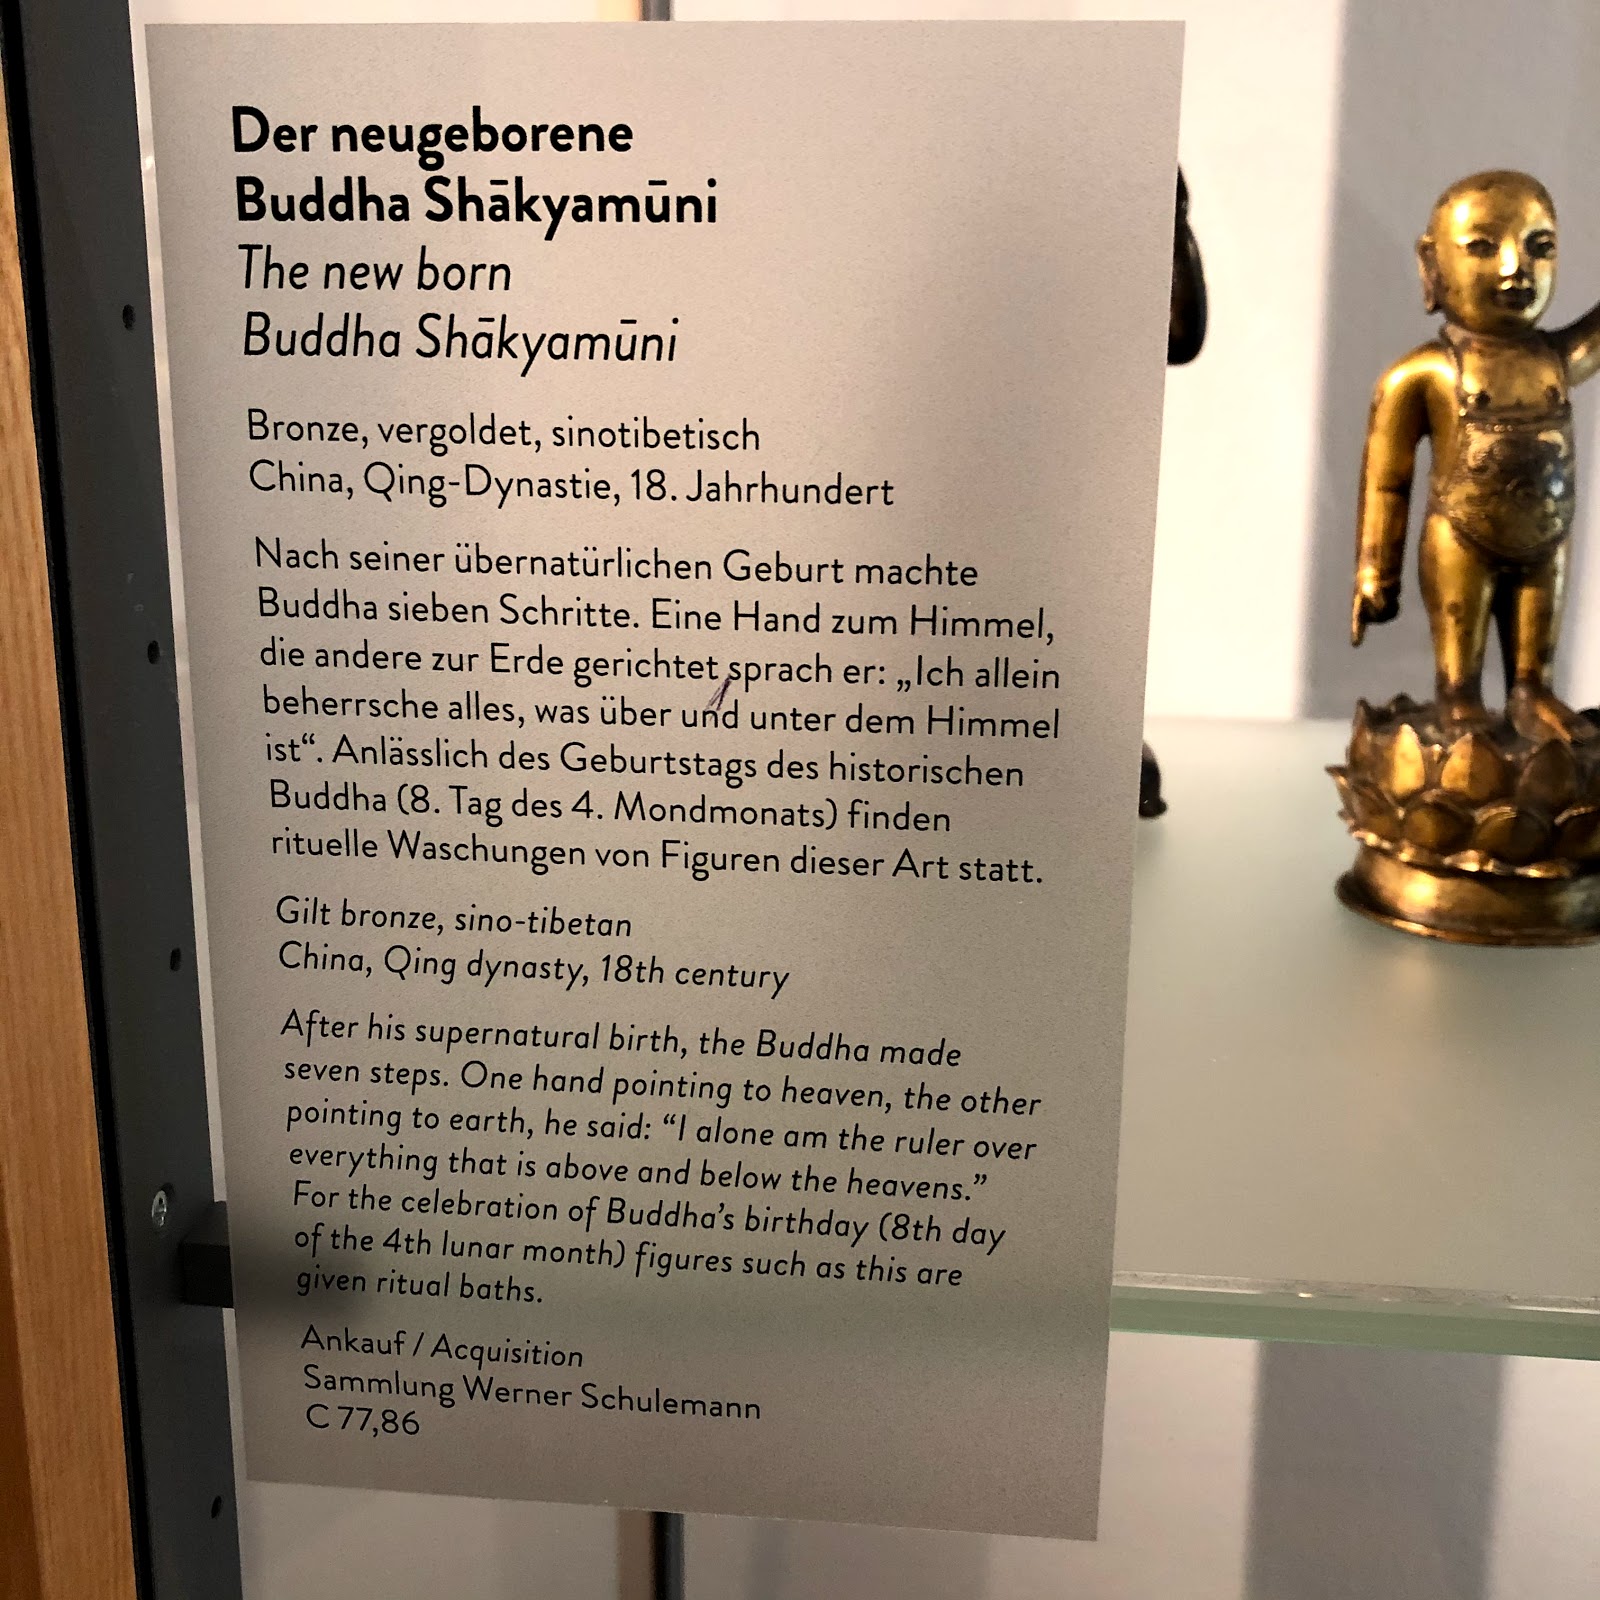 Der neugeborene
Buddha Shākyamūni
The new born
Buddha Shākyamūni
Bronze, vergoldet, sinotibetisch
China, Qing-Dynastie, 18. Jahrhundert
Nach seiner übernatürlichen Geburt machte
Buddha sieben Schritte. Eine Hand zum Himmel,
die andere zur Erde gerichtet sprach er: „Ich allein
beherrsche alles, was über und unter dem Himmel
ist“. Anlässlich des Geburtstags des historischen
Buddha (8. Tag des 4. Mondmonats) finden
rituelle Waschungen von Figuren dieser Art statt.
Gilt bronze, sino-tibetan
China, Qing dynasty, 18th century
After his supernatural birth, the Buddha made
seven steps. One hand pointing to heaven, the other
pointing to earth, he said: “I alone am the ruler over
everything that is above and below the heavens.”
For the celebration of Buddha’s birthday (8th day
of the 4th lunar month) figures such as this are
given ritual baths.
Ankauf / Acquisition
Sammlung Werner Schulemann
C 77,86